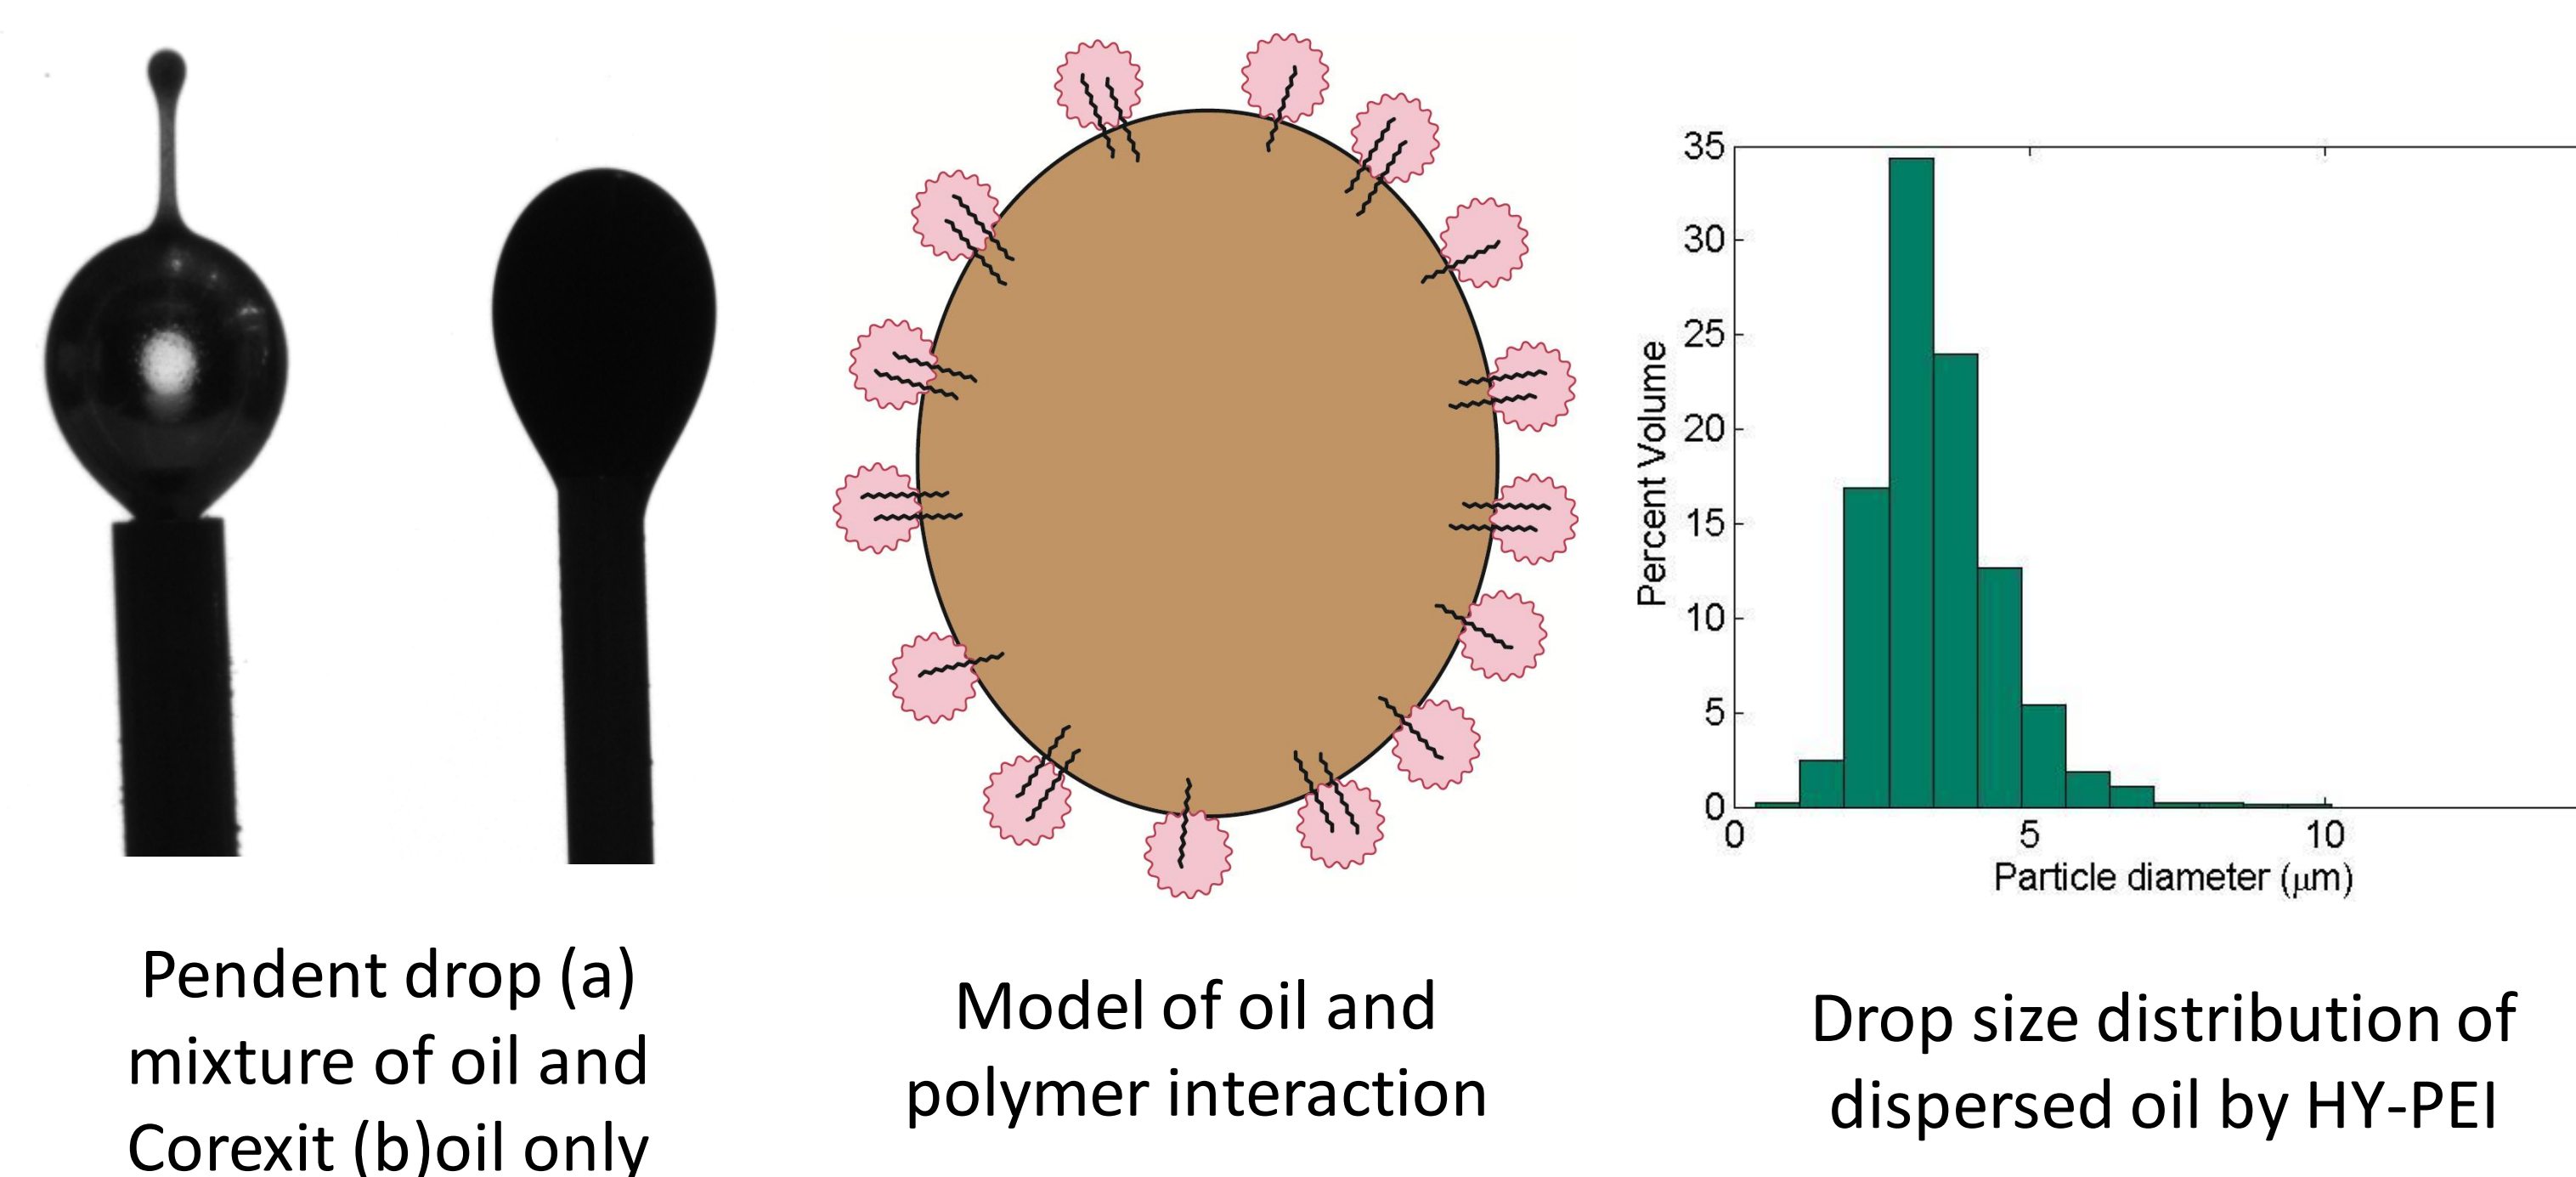 Pendent drop (a)
mixture of oil and
Corexit (b)oil only
Model of oil and
polymer interaction
35
30
25
20
15
10
5
0
Percent Volume
0 5 10
Particle diameter (μm)
Drop size distribution of
dispersed oil by HY-PEI